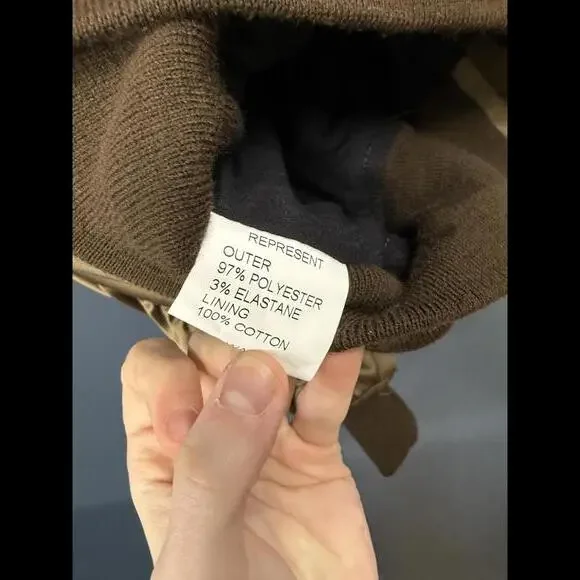 REPRESENT
OUTER
97% POLYESTER
3% ELASTANE
LINING
100% COTTON